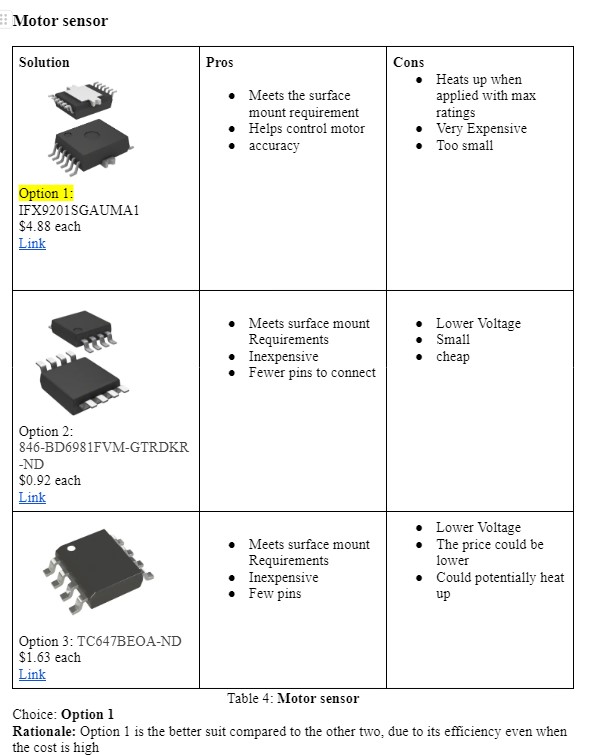 Motor sensor
Solution
Pros
Cons
Option 1:
IFX9201SGAUMA1
$4.88 each
Link
● Meets the surface
mount requirement
● Helps control motor
● accuracy
● Heats up when
applied with max
ratings
● Very Expensive
● Too small
Option 2:
846-BD6981FVM-GTRDKR
-ND
$0.92 each
Link
● Meets surface mount
Requirements
● Inexpensive
● Fewer pins to connect
● Lower Voltage
● Small
● cheap
Option 3: TC647BEOA-ND
$1.63 each
Link
● Meets surface mount
Requirements
● Inexpensive
● Few pins
● Lower Voltage
● The price could be
lower
● Could potentially heat
up
Table 4: Motor sensor
Choice: Option 1
Rationale: Option 1 is the better suit compared to the other two, due to its efficiency even when
the cost is high